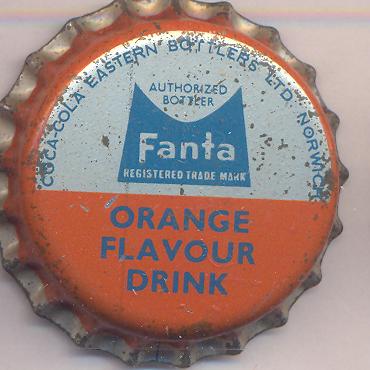 COCA-COLA EASTERN BOTTLERS LTD. NORWICH
AUTHORIZED
BOTTLER
Fanta
REGISTERED TRADE MARK
ORANGE
FLAVOUR
DRINK